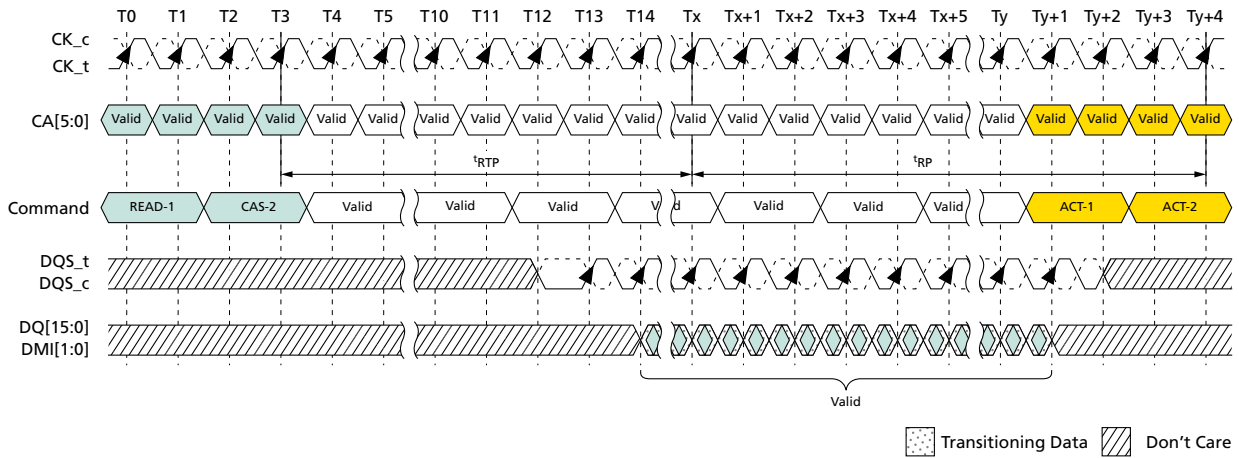 T0 T1 T2 T3 T4 T5 T10 T11 T12 T13 T14 Tx Tx+1 Tx+2 Tx+3 Tx+4 Tx+5 Ty Ty+1 Ty+2 Ty+3 Ty+4
CK_c
CK_t
CA[5:0] Valid Valid Valid Valid Valid Valid Valid Valid Valid Valid Valid Valid Valid Valid Valid Valid Valid Valid Valid Valid Valid Valid
tRTP tRP
Command READ-1 CAS-2 Valid Valid Valid Valid Valid Valid Valid ACT-1 ACT-2
DQS_t
DQS_c
DQ[15:0]
DMI[1:0]
Valid
Transitioning Data Don't Care